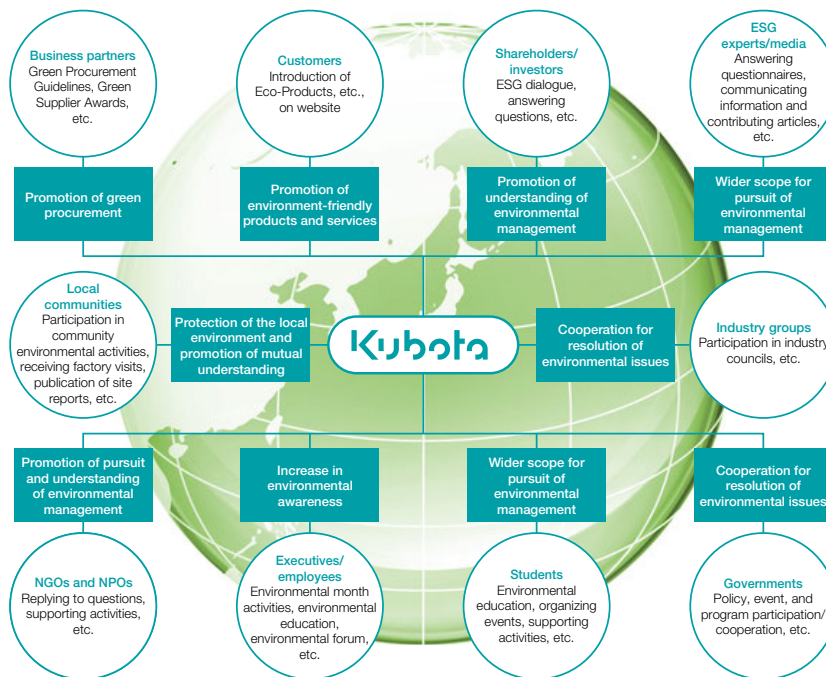 Business partners
Green Procurement
Guidelines, Green
Supplier Awards,
etc.
Customers
Introduction of
Eco-Products, etc.,
on website
Shareholders/
investors
ESG dialogue,
answering
questions, etc.
ESG
experts/media
Answering
questionnaires,
communicating
information and
contributing articles,
etc.
Promotion of green
procurement
Promotion of
environment-friendly
products and services
Promotion of
understanding of
environmental
management
Wider scope for
pursuit of
environmental
management
Local
communities
Participation in
community
environmental activities,
receiving factory visits,
publication of site
reports, etc.
Protection of the local
environment and
promotion of mutual
understanding
Kubota
Cooperation for
resolution of
environmental issues
Industry groups
Participation in industry
councils, etc.
Promotion of pursuit
and understanding
of environmental
management
Increase in
environmental
awareness
Wider scope for
pursuit of
environmental
management
Cooperation for
resolution of
environmental issues
NGOs and NPOs
Replying to questions,
supporting activities,
etc.
Executives/
employees
Environmental month
activities, environmental
education,
environmental forum,
etc.
Students
Environmental
education, organizing
events, supporting
activities, etc.
Governments
Policy, event, and
program participation/
cooperation, etc.